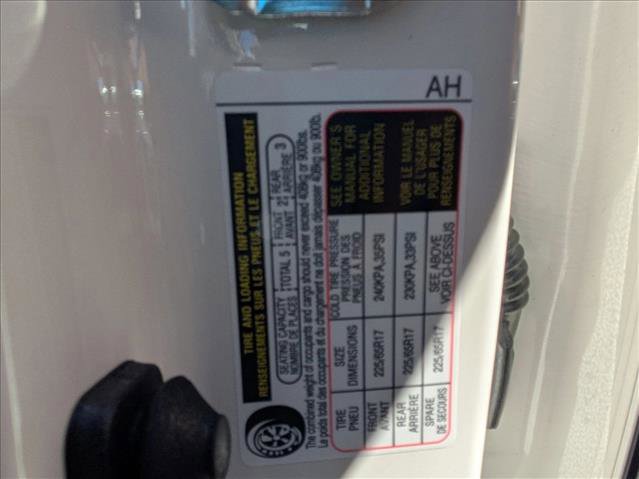 TIRE AND LOADING INFORMATION
RENSEIGNEMENTS SUR LES PNEUS ET LE CHARGEMENT
SEATING CAPACITY
NOMBRE DE PLACES
TOTAL 5
FRONT
AVANT
2
REAR
ARRIÈRE
3
The combined weight of occupants and cargo should never exceed 408kg or 900lbs.
Le poids total des occupants et du chargement ne doit jamais dépasser 408kg ou 900lb.
TIRE
PNEU
SIZE
DIMENSIONS
COLD TIRE PRESSURE
PRESSION DES
PNEUS À FROID
SEE OWNER'S
MANUAL FOR
ADDITIONAL
INFORMATION
FRONT
AVANT
225/65R17
240KPA,35PSI
REAR
ARRIÈRE
225/65R17
230KPA,33PSI
VOIR LE MANUEL
DE L'USAGER
POUR PLUS DE
RENSEIGNEMENTS
SPARE
DE SECOURS
225/65R17
SEE ABOVE
VOIR CI-DESSUS
AH